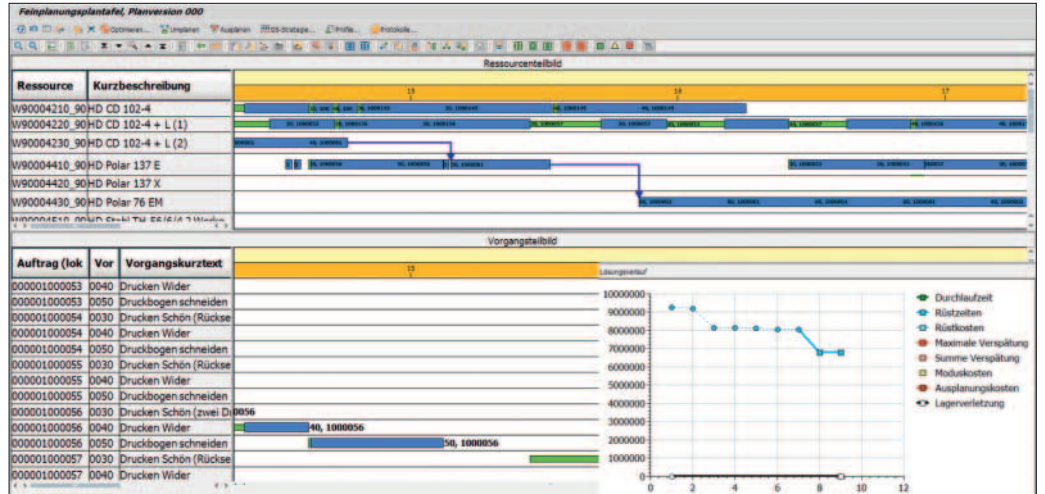 Feinplanungsplantafel, Planversion 000
Optimieren... Umplanen Ausplanen DS-Strategie... Profile... Protokolle...
Ressourcenteilbild
Ressource Kurzbeschreibung
15 16 17
W90004210_90 HD CD 102-4
W90004220_90 HD CD 102-4 + L (1)
W90004230_90 HD CD 102-4 + L (2)
W90004410_90 HD Polar 137 E
W90004420_90 HD Polar 137 X
W90004430_90 HD Polar 76 EM
Vorgangsteilbild
Auftrag (lok Vor Vorgangskurztext
15
000001000053 0040 Drucken Wider
000001000053 0050 Druckbogen schneiden
000001000054 0030 Drucken Schön (Rückse
000001000054 0040 Drucken Wider
000001000054 0050 Druckbogen schneiden
000001000055 0030 Drucken Schön (Rückse
000001000055 0040 Drucken Wider
000001000055 0050 Druckbogen schneiden
000001000056 0030 Drucken Schön (zwei D 0056
000001000056 0040 Drucken Wider 40, 1000056
000001000056 0050 Druckbogen schneiden 50, 1000056
000001000057 0030 Drucken Schön (Rückse
000001000057 0040 Drucken Wider
Lösungsverlauf
10000000
9000000
8000000
7000000
6000000
5000000
4000000
3000000
2000000
1000000
0
0 2 4 6 8 10 12
Durchlaufzeit
Rüstzeiten
Rüstkosten
Maximale Verspätung
Summe Verspätung
Moduskosten
Ausplanungskosten
Lagerverletzung